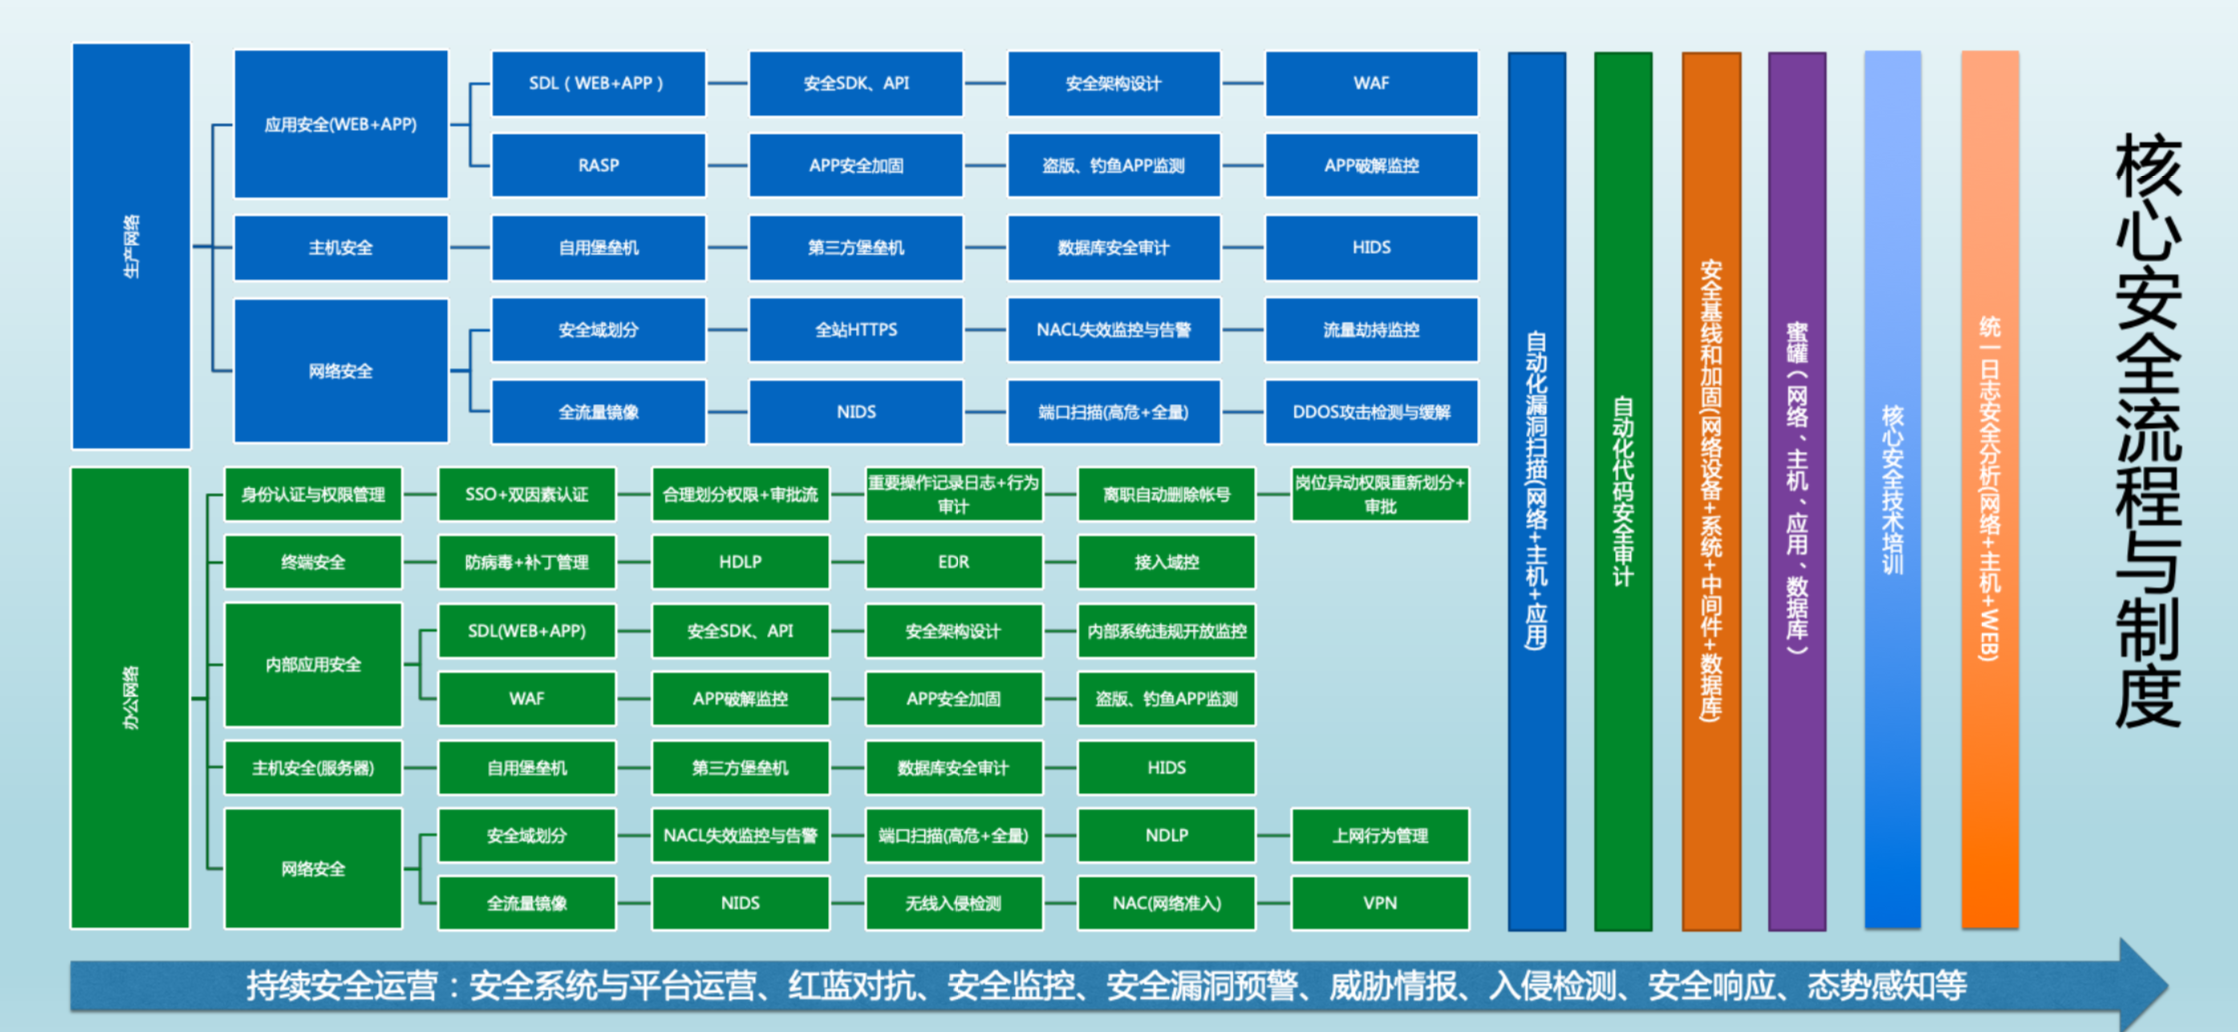 生产网络
应用安全(WEB+APP)
SDL（WEB+APP）
安全SDK、API
安全架构设计
WAF
RASP
APP安全加固
盗版、钓鱼APP监测
APP破解监控
主机安全
自用堡垒机
第三方堡垒机
数据库安全审计
HIDS
网络安全
安全域划分
全站HTTPS
NACL失效监控与告警
流量劫持监控
全流量镜像
NIDS
端口扫描(高危+全量)
DDOS攻击检测与缓解
办公网络
身份认证与权限管理
SSO+双因素认证
合理划分权限+审批流
重要操作记录日志+行为
审计
离职自动删除帐号
岗位异动权限重新划分+
审批
终端安全
防病毒+补丁管理
HDLP
EDR
接入域控
内部应用安全
SDL(WEB+APP)
安全SDK、API
安全架构设计
内部系统违规开放监控
WAF
APP破解监控
APP安全加固
盗版、钓鱼APP监测
主机安全(服务器)
自用堡垒机
第三方堡垒机
数据库安全审计
HIDS
网络安全
安全域划分
NACL失效监控与告警
端口扫描(高危+全量)
NDLP
上网行为管理
全流量镜像
NIDS
无线入侵检测
NAC(网络准入)
VPN
自动化漏洞扫描(网络+主机+应用)
自动化代码安全审计
安全基线和加固(网络设备+系统+中间件+数据库)
蜜罐（网络、主机、应用、数据库）
核心安全技术培训
统一日志安全分析(网络+主机+WEB)
核心安全流程与制度
持续安全运营：安全系统与平台运营、红蓝对抗、安全监控、安全漏洞预警、威胁情报、入侵检测、安全响应、态势感知等